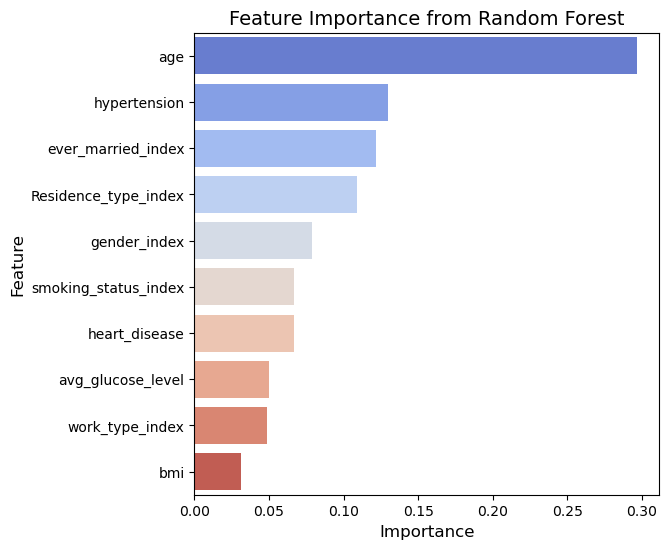 Feature Importance from Random Forest
age
hypertension
ever_married_index
Residence_type_index
gender_index
smoking_status_index
heart_disease
avg_glucose_level
work_type_index
bmi
Feature
0.00 0.05 0.10 0.15 0.20 0.25 0.30
Importance